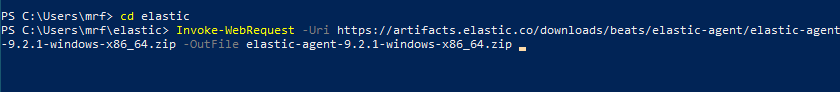 PS C:\Users\mrf> cd elastic
PS C:\Users\mrf\elastic> Invoke-WebRequest -Uri https://artifacts.elastic.co/downloads/beats/elastic-agent/elastic-agent
-9.2.1-windows-x86_64.zip -OutFile elastic-agent-9.2.1-windows-x86_64.zip _